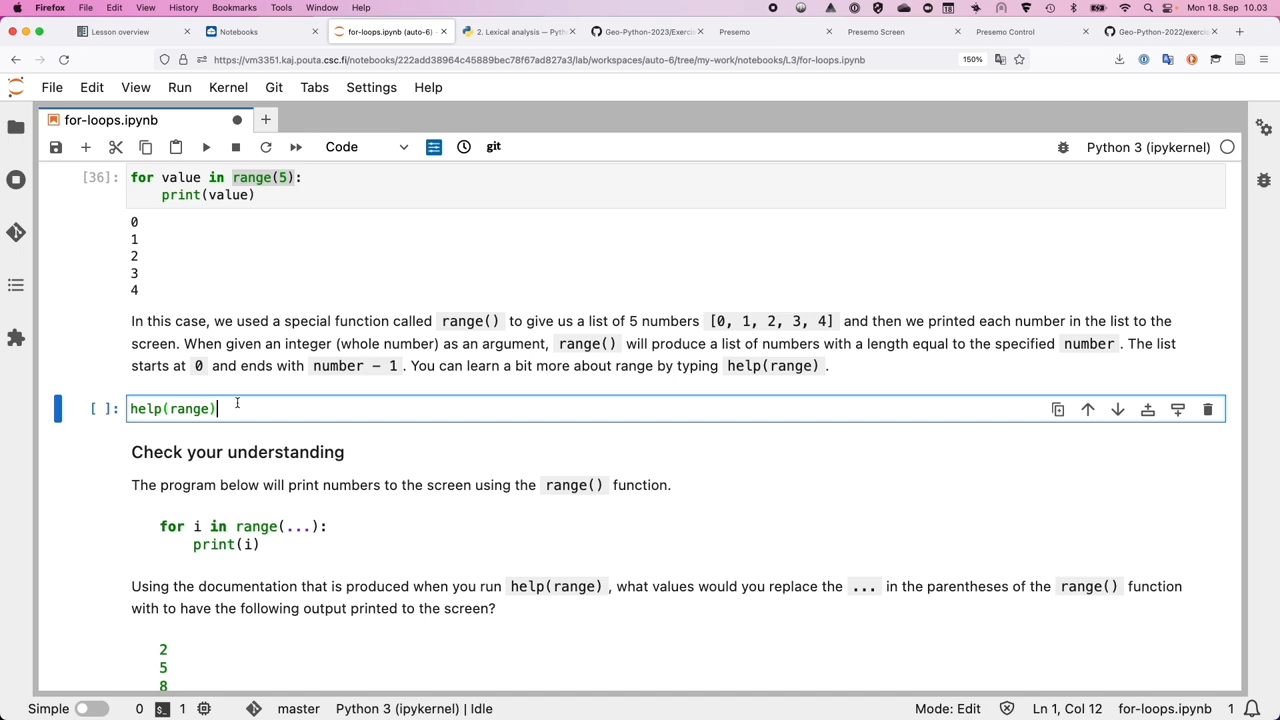 Firefox File Edit View History Bookmarks Tools Window Help Mon 18. Sep 10.03
Lesson overview Notebooks for-loops.ipynb (auto-6) 2. Lexical analysis — Pyth Geo-Python-2023/Exercis Presemo Presemo Screen Presemo Control Geo-Python-2022/exercis
https://vm3351.kaj.pouta.csc.fi/notebooks/222add38964c45889bec78f67ad827a3/lab/workspaces/auto-6/tree/my-work/notebooks/L3/for-loops.ipynb 150%
File Edit View Run Kernel Git Tabs Settings Help
for-loops.ipynb
Code git Python 3 (ipykernel)
[36]: for value in range(5):
print(value)
0
1
2
3
4
In this case, we used a special function called range() to give us a list of 5 numbers [0, 1, 2, 3, 4] and then we printed each number in the list to the
screen. When given an integer (whole number) as an argument, range() will produce a list of numbers with a length equal to the specified number. The list
starts at 0 and ends with number - 1. You can learn a bit more about range by typing help(range).
[ ]: help(range)
Check your understanding
The program below will print numbers to the screen using the range() function.
for i in range(...):
print(i)
Using the documentation that is produced when you run help(range), what values would you replace the ... in the parentheses of the range() function
with to have the following output printed to the screen?
2
5
8
Simple 0 1 master Python 3 (ipykernel) | Idle Mode: Edit Ln 1, Col 12 for-loops.ipynb 1